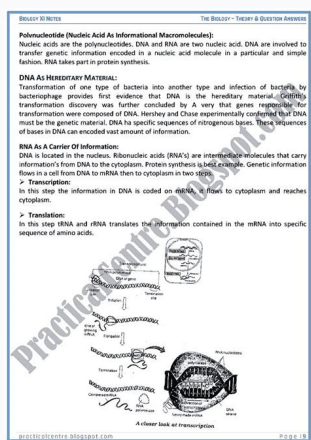 BIOLOGY XI NOTES THE BIOLOGY – THEORY & QUESTION ANSWERS
Polynucleotide (Nucleic Acid As Informational Macromolecules):
Nucleic acids are the polynucleotides. DNA and RNA are two nucleic acid. DNA are involved to
transfer genetic information encoded in a nucleic acid molecule in a particular and simple
fashion. RNA takes part in protein synthesis.
DNA AS HEREDITARY MATERIAL:
Transformation of one type of bacteria into another type and infection of bacteria by
bacteriophage provides first evidence that DNA is the hereditary material. Griffith's
transformation discovery was further concluded by A very that genes responsible for
transformation were composed of DNA. Hershey and Chase experimentally confirmed that DNA
must be the genetic material. DNA ha specific sequences of nitrogenous bases. These sequences
of bases in DNA can encoded vast amount of information.
RNA As A Carrier Of Information:
DNA is located in the nucleus. Ribonucleic acids (RNA's) are intermediate molecules that carry
information's from DNA to the cytoplasm. Protein synthesis is best example. Genetic information
flows in a cell from DNA to mRNA then to cytoplasm in two steps.
➢ Transcription:
In this step the information in DNA is coded on mRNA, it flows to cytoplasm and reaches
cytoplasm.
➢ Translation:
In this step tRNA and rRNA translates the information contained in the mRNA into specific
sequence of amino acids.
Initiation
Elongation
Termination
RNA nucleotides
A closer look at transcription
PracticalCentre.Blogspot.com
practicalcentre.blogspot.com Page | 9